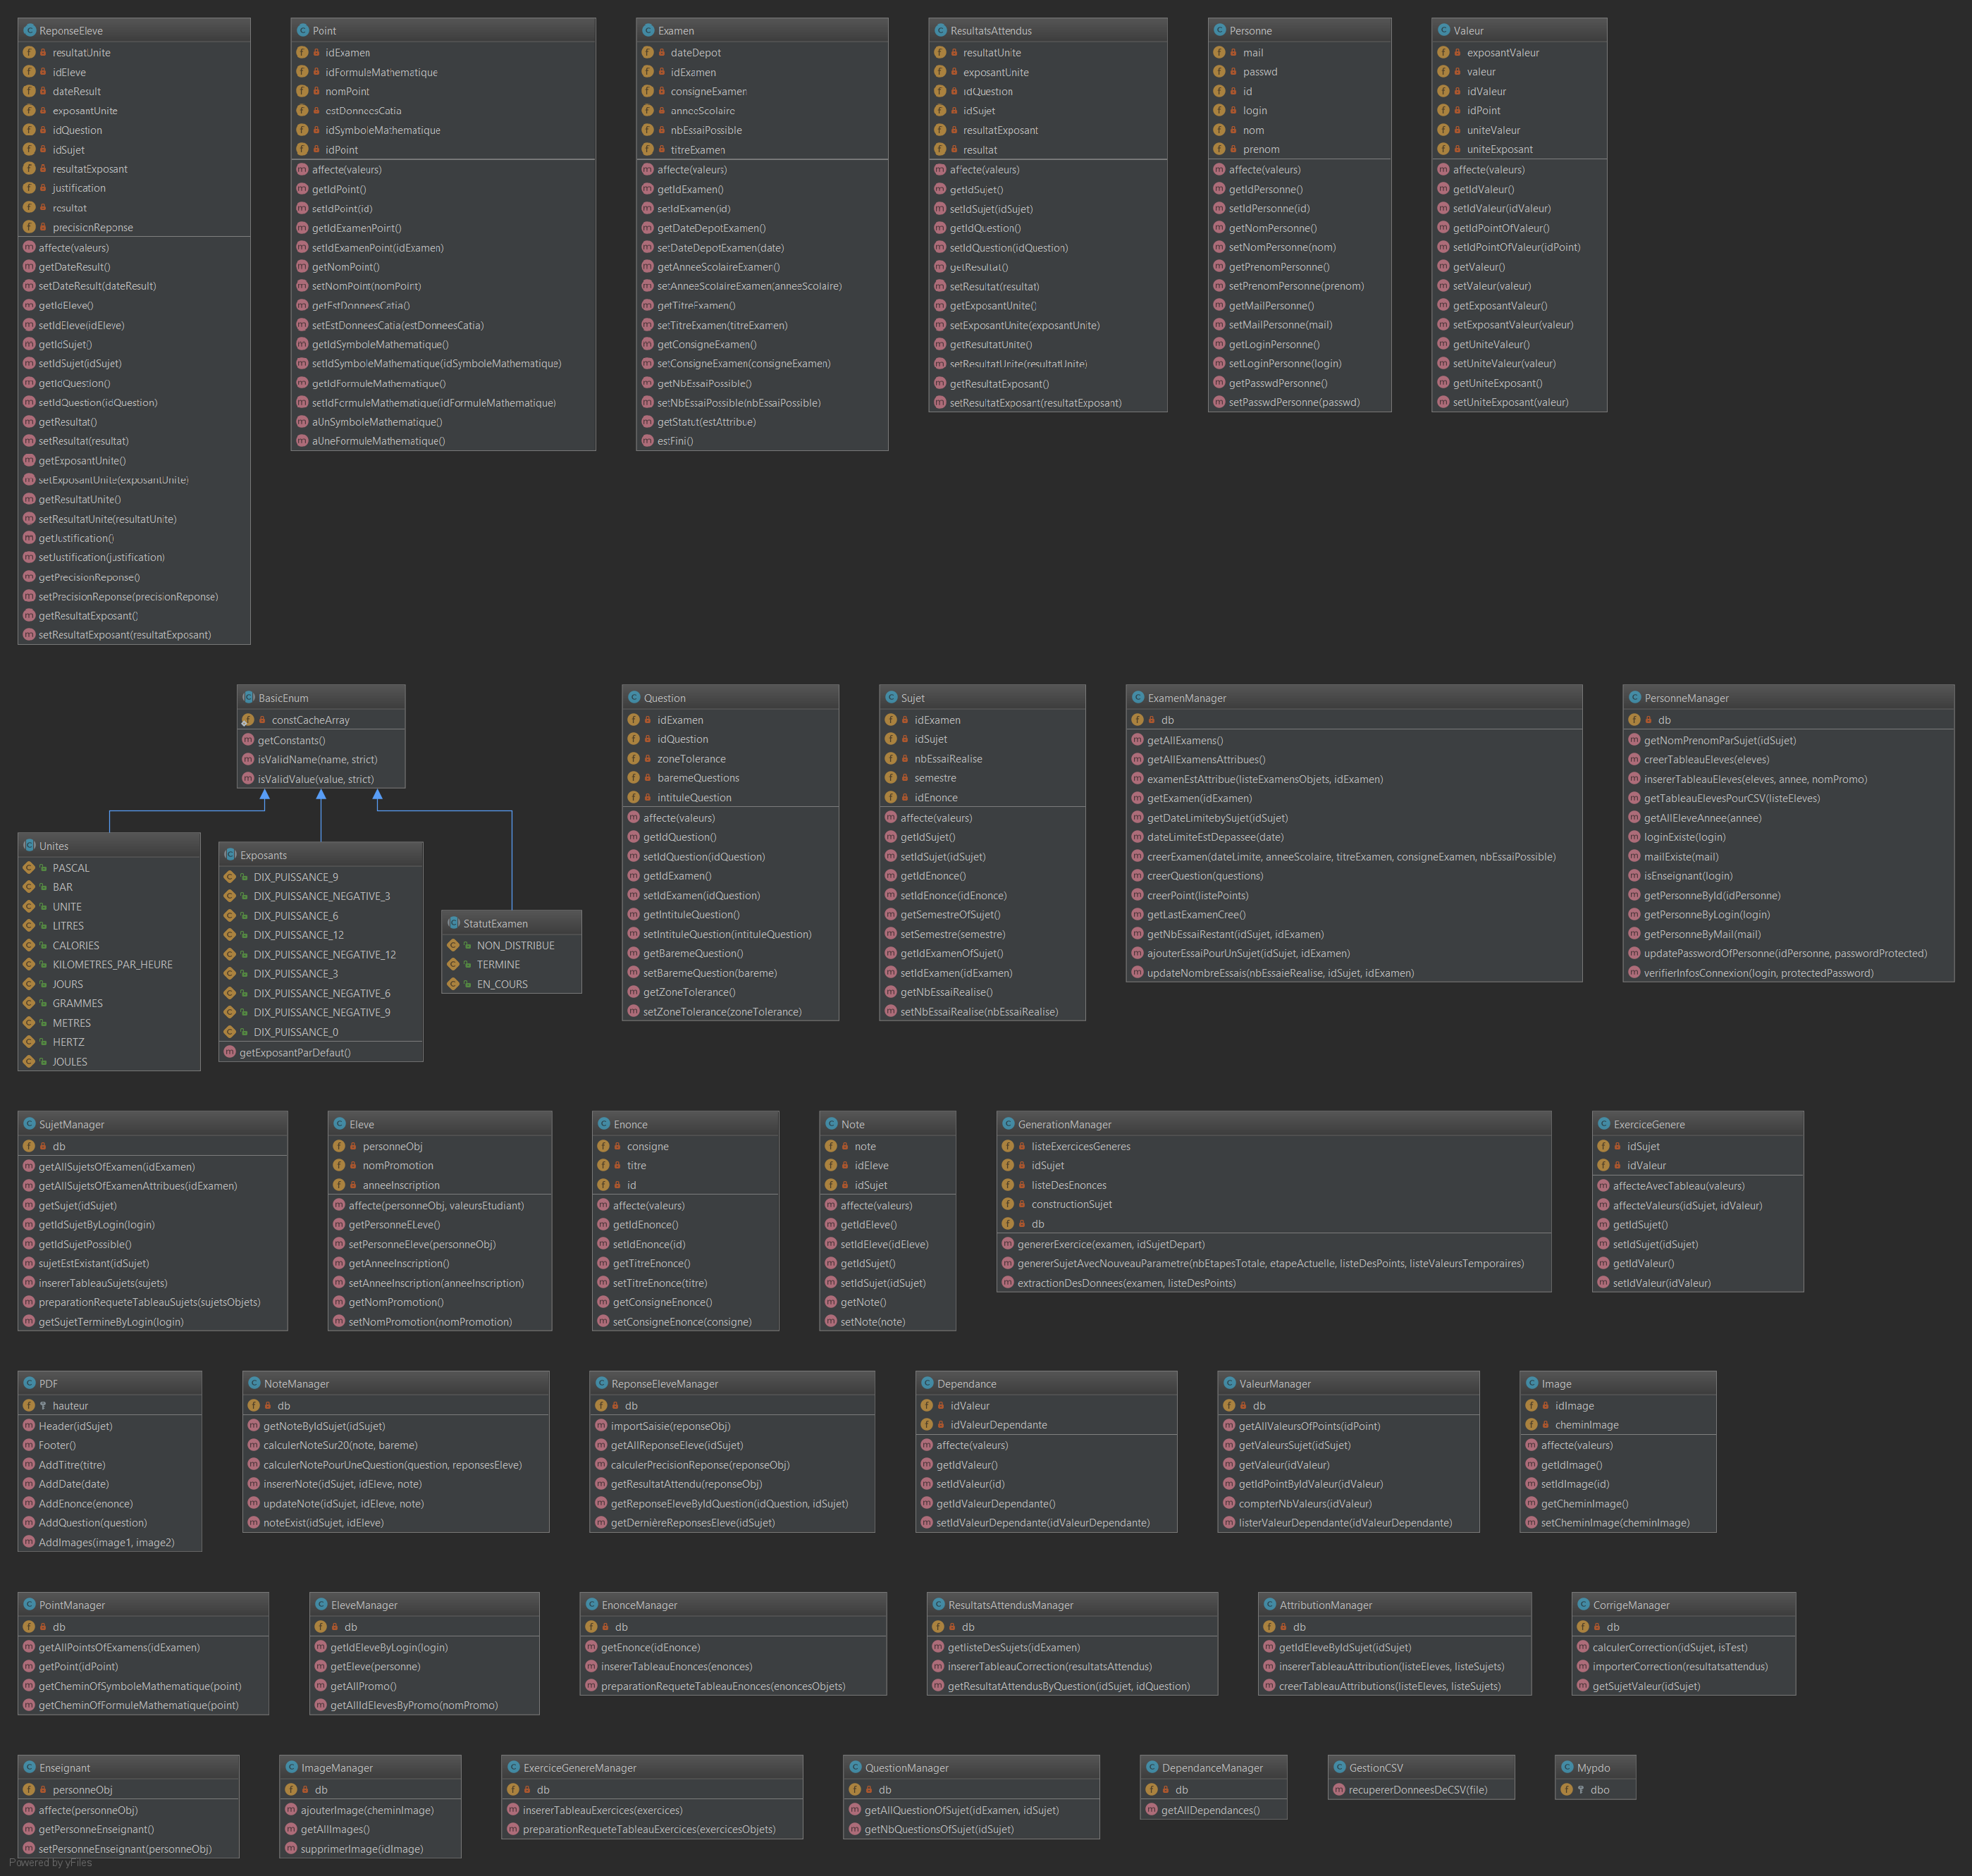 ReponseEleve
resultatUnite
idEleve
dateResult
exposantUnite
idQuestion
idSujet
resultatExposant
justification
resultat
precisionReponse
affecte(valeurs)
getDateResult()
setDateResult(dateResult)
getIdEleve()
setIdEleve(idEleve)
getIdSujet()
setIdSujet(idSujet)
getIdQuestion()
setIdQuestion(idQuestion)
getResultat()
setResultat(resultat)
getExposantUnite()
setExposantUnite(exposantUnite)
getResultatUnite()
setResultatUnite(resultatUnite)
getJustification()
setJustification(justification)
getPrecisionReponse()
setPrecisionReponse(precisionReponse)
getResultatExposant()
setResultatExposant(resultatExposant)
Point
idExamen
idFormuleMathematique
nomPoint
estDonneesCatia
idSymboleMathematique
idPoint
affecte(valeurs)
getIdPoint()
setIdPoint(id)
getIdExamenPoint()
setIdExamenPoint(idExamen)
getNomPoint()
setNomPoint(nomPoint)
getEstDonneesCatia()
setEstDonneesCatia(estDonneesCatia)
getIdSymboleMathematique()
setIdSymboleMathematique(idSymboleMathematique)
getIdFormuleMathematique()
setIdFormuleMathematique(idFormuleMathematique)
aUnSymboleMathematique()
aUneFormuleMathematique()
Examen
dateDepot
idExamen
consigneExamen
anneeScolaire
nbEssaiPossible
titreExamen
affecte(valeurs)
getIdExamen()
setIdExamen(id)
getDateDepotExamen()
setDateDepotExamen(date)
getAnneeScolaireExamen()
setAnneeScolaireExamen(anneeScolaire)
getTitreExamen()
setTitreExamen(titreExamen)
getConsigneExamen()
setConsigneExamen(consigneExamen)
getNbEssaiPossible()
setNbEssaiPossible(nbEssaiPossible)
getStatut(estAttribue)
estFini()
ResultatsAttendus
resultatUnite
exposantUnite
idQuestion
idSujet
resultatExposant
resultat
affecte(valeurs)
getIdSujet()
setIdSujet(idSujet)
getIdQuestion()
setIdQuestion(idQuestion)
getResultat()
setResultat(resultat)
getExposantUnite()
setExposantUnite(exposantUnite)
getResultatUnite()
setResultatUnite(resultatUnite)
getResultatExposant()
setResultatExposant(resultatExposant)
Personne
mail
passwd
id
login
nom
prenom
affecte(valeurs)
getIdPersonne()
setIdPersonne(id)
getNomPersonne()
setNomPersonne(nom)
getPrenomPersonne()
setPrenomPersonne(prenom)
getMailPersonne()
setMailPersonne(mail)
getLoginPersonne()
setLoginPersonne(login)
getPasswdPersonne()
setPasswdPersonne(passwd)
Valeur
exposantValeur
valeur
idValeur
idPoint
uniteValeur
uniteExposant
affecte(valeurs)
getIdValeur()
setIdValeur(idValeur)
getIdPointOfValeur()
setIdPointOfValeur(idPoint)
getValeur()
setValeur(valeur)
getExposantValeur()
setExposantValeur(valeur)
getUniteValeur()
setUniteValeur(valeur)
getUniteExposant()
setUniteExposant(valeur)
BasicEnum
constCacheArray
getConstants()
isValidName(name, strict)
isValidValue(value, strict)
Unites
PASCAL
BAR
UNITE
LITRES
CALORIES
KILOMETRES_PAR_HEURE
JOURS
GRAMMES
METRES
HERTZ
JOULES
Exposants
DIX_PUISSANCE_9
DIX_PUISSANCE_NEGATIVE_3
DIX_PUISSANCE_6
DIX_PUISSANCE_12
DIX_PUISSANCE_NEGATIVE_12
DIX_PUISSANCE_3
DIX_PUISSANCE_NEGATIVE_6
DIX_PUISSANCE_NEGATIVE_9
DIX_PUISSANCE_0
getExposantParDefaut()
StatutExamen
NON_DISTRIBUE
TERMINE
EN_COURS
Question
idExamen
idQuestion
zoneTolerance
baremeQuestions
intituleQuestion
affecte(valeurs)
getIdQuestion()
setIdQuestion(idQuestion)
getIdExamen()
setIdExamen(idQuestion)
getIntituleQuestion()
setIntituleQuestion(intituleQuestion)
getBaremeQuestion()
setBaremeQuestion(bareme)
getZoneTolerance()
setZoneTolerance(zoneTolerance)
Sujet
idExamen
idSujet
nbEssaiRealise
semestre
idEnonce
affecte(valeurs)
getIdSujet()
setIdSujet(idSujet)
getIdEnonce()
setIdEnonce(idEnonce)
getSemestreOfSujet()
setSemestre(semestre)
getIdExamenOfSujet()
setIdExamen(idExamen)
getNbEssaiRealise()
setNbEssaiRealise(nbEssaiRealise)
ExamenManager
db
getAllExamens()
getAllExamensAttribues()
examenEstAttribue(listeExamensObjets, idExamen)
getExamen(idExamen)
getDateLimitebySujet(idSujet)
dateLimiteEstDepassee(date)
creerExamen(dateLimite, anneeScolaire, titreExamen, consigneExamen, nbEssaiPossible)
creerQuestion(questions)
creerPoint(listePoints)
getLastExamenCree()
getNbEssaiRestant(idSujet, idExamen)
ajouterEssaiPourUnSujet(idSujet, idExamen)
updateNombreEssais(nbEssaieRealise, idSujet, idExamen)
PersonneManager
db
getNomPrenomParSujet(idSujet)
creerTableauEleves(eleves)
insererTableauEleves(eleves, annee, nomPromo)
getTableauElevesPourCSV(listeEleves)
getAllEleveAnnee(annee)
loginExiste(login)
mailExiste(mail)
isEnseignant(login)
getPersonneById(idPersonne)
getPersonneByLogin(login)
getPersonneByMail(mail)
updatePasswordOfPersonne(idPersonne, passwordProtected)
verifierInfosConnexion(login, protectedPassword)
SujetManager
db
getAllSujetsOfExamen(idExamen)
getAllSujetsOfExamenAttribues(idExamen)
getSujet(idSujet)
getIdSujetByLogin(login)
getIdSujetPossible()
sujetEstExistant(idSujet)
insererTableauSujets(sujets)
preparationRequeteTableauSujets(sujetsObjets)
getSujetTermineByLogin(login)
Eleve
personneObj
nomPromotion
anneeInscription
affecte(personneObj, valeursEtudiant)
getPersonneELeve()
setPersonneEleve(personneObj)
getAnneeInscription()
setAnneeInscription(anneeInscription)
getNomPromotion()
setNomPromotion(nomPromotion)
Enonce
consigne
titre
id
affecte(valeurs)
getIdEnonce()
setIdEnonce(id)
getTitreEnonce()
setTitreEnonce(titre)
getConsigneEnonce()
setConsigneEnonce(consigne)
Note
note
idEleve
idSujet
affecte(valeurs)
getIdEleve()
setIdEleve(idEleve)
getIdSujet()
setIdSujet(idSujet)
getNote()
setNote(note)
GenerationManager
listeExercicesGeneres
idSujet
listeDesEnonces
constructionSujet
db
genererExercice(examen, idSujetDepart)
genererSujetAvecNouveauParametre(nbEtapesTotale, etapeActuelle, listeDesPoints, listeValeursTemporaires)
extractionDesDonnees(examen, listeDesPoints)
ExerciceGenere
idSujet
idValeur
affecteAvecTableau(valeurs)
affecteValeurs(idSujet, idValeur)
getIdSujet()
setIdSujet(idSujet)
getIdValeur()
setIdValeur(idValeur)
PDF
hauteur
Header(idSujet)
Footer()
AddTitre(titre)
AddDate(date)
AddEnonce(enonce)
AddQuestion(question)
AddImages(image1, image2)
NoteManager
db
getNoteByIdSujet(idSujet)
calculerNoteSur20(note, bareme)
calculerNotePourUneQuestion(question, reponsesEleve)
insererNote(idSujet, idEleve, note)
updateNote(idSujet, idEleve, note)
noteExist(idSujet, idEleve)
ReponseEleveManager
db
importSaisie(reponseObj)
getAllReponseEleve(idSujet)
calculerPrecisionReponse(reponseObj)
getResultatAttendu(reponseObj)
getReponseEleveByIdQuestion(idQuestion, idSujet)
getDernièreReponsesEleve(idSujet)
Dependance
idValeur
idValeurDependante
affecte(valeurs)
getIdValeur()
setIdValeur(id)
getIdValeurDependante()
setIdValeurDependante(idValeurDependante)
ValeurManager
db
getAllValeursOfPoints(idPoint)
getValeursSujet(idSujet)
getValeur(idValeur)
getIdPointByIdValeur(idValeur)
compterNbValeurs(idValeur)
listerValeurDependante(idValeurDependante)
Image
idImage
cheminImage
affecte(valeurs)
getIdImage()
setIdImage(id)
getCheminImage()
setCheminImage(cheminImage)
PointManager
db
getAllPointsOfExamens(idExamen)
getPoint(idPoint)
getCheminOfSymboleMathematique(point)
getCheminOfFormuleMathematique(point)
EleveManager
db
getIdEleveByLogin(login)
getEleve(personne)
getAllPromo()
getAllIdElevesByPromo(nomPromo)
EnonceManager
db
getEnonce(idEnonce)
insererTableauEnonces(enonces)
preparationRequeteTableauEnonces(enoncesObjets)
ResultatsAttendusManager
db
getlisteDesSujets(idExamen)
insererTableauCorrection(resultatsAttendus)
getResultatAttendusByQuestion(idSujet, idQuestion)
AttributionManager
db
getIdEleveByIdSujet(idSujet)
insererTableauAttribution(listeEleves, listeSujets)
creerTableauAttributions(listeEleves, listeSujets)
CorrigeManager
db
calculerCorrection(idSujet, isTest)
importerCorrection(resultatsattendus)
getSujetValeur(idSujet)
Enseignant
personneObj
affecte(personneObj)
getPersonneEnseignant()
setPersonneEnseignant(personneObj)
ImageManager
db
ajouterImage(cheminImage)
getAllImages()
supprimerImage(idImage)
ExerciceGenereManager
db
insererTableauExercices(exercices)
preparationRequeteTableauExercices(exercicesObjets)
QuestionManager
db
getAllQuestionOfSujet(idExamen, idSujet)
getNbQuestionsOfSujet(idSujet)
DependanceManager
db
getAllDependances()
GestionCSV
recupererDonneesDeCSV(file)
Mypdo
dbo
Powered by yFiles